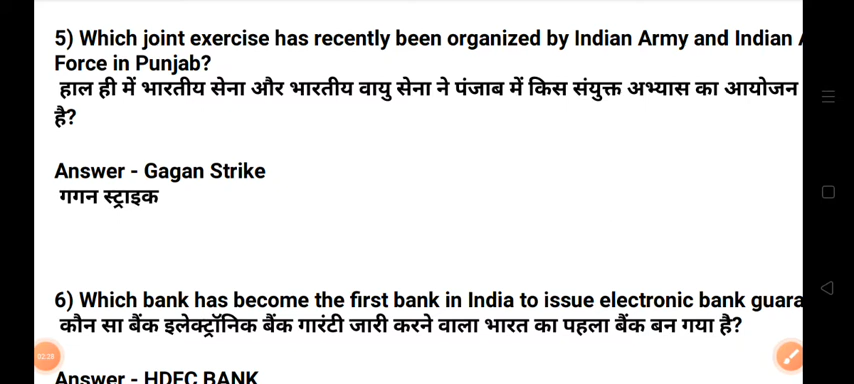 5) Which joint exercise has recently been organized by Indian Army and Indian
Force in Punjab?
हाल ही में भारतीय सेना और भारतीय वायु सेना ने पंजाब में किस संयुक्त अभ्यास का आयोजन
है?
Answer - Gagan Strike
गगन स्ट्राइक
6) Which bank has become the first bank in India to issue electronic bank guara
कौन सा बैंक इलेक्ट्रॉनिक बैंक गारंटी जारी करने वाला भारत का पहला बैंक बन गया है?
02:28
Answer - HDFC BANK